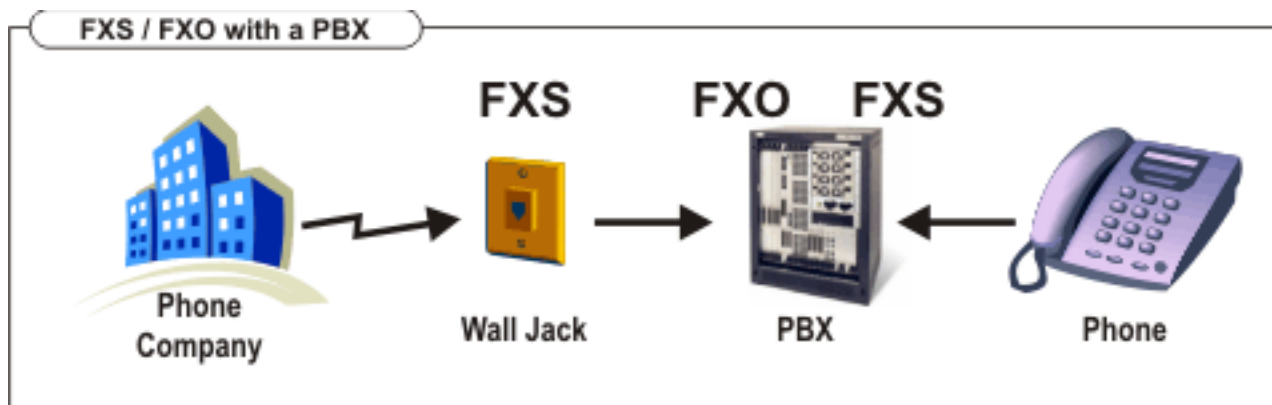 FXS / FXO with a PBX
FXS
FXO
FXS
Phone
Company
Wall Jack
PBX
Phone